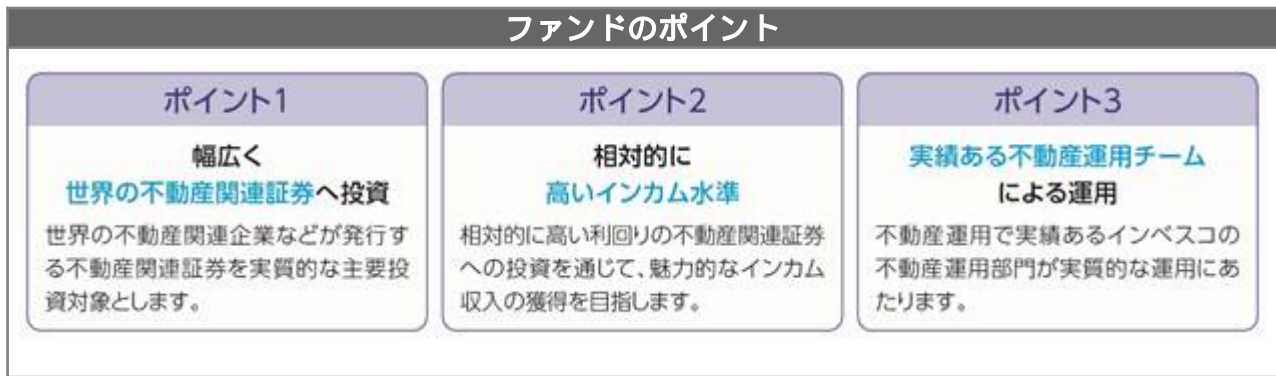 ファンドのポイント
ポイント1
幅広く
世界の不動産関連証券へ投資
世界の不動産関連企業などが発行す
る不動産関連証券を実質的な主要投
資対象とします。
ポイント2
相対的に
高いインカム水準
相対的に高い利回りの不動産関連証券
への投資を通じて、魅力的なインカム
収入の獲得を目指します。
ポイント3
実績ある不動産運用チーム
による運用
不動産運用で実績あるインベスコの
不動産運用部門が実質的な運用にあ
たります。